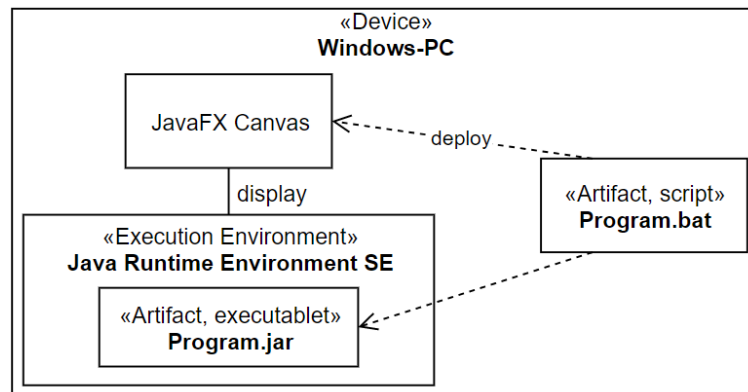 «Device»
Windows-PC
JavaFX Canvas
deploy
display
«Artifact, script»
Program.bat
«Execution Environment»
Java Runtime Environment SE
«Artifact, executablet»
Program.jar